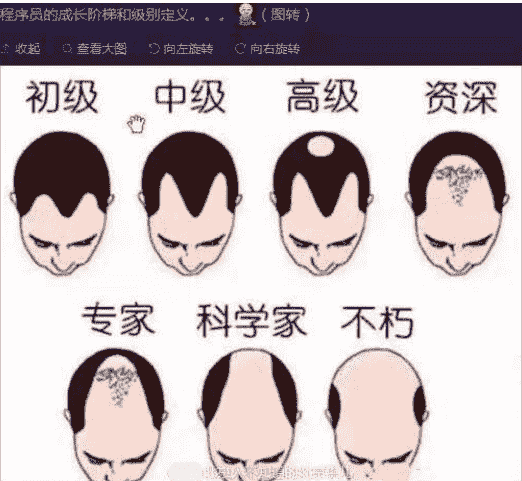 程序员的成长阶梯和级别定义。。。（图转）
收起 查看大图 向左旋转 向右旋转
初级 中级 高级 资深
专家 科学家 不朽